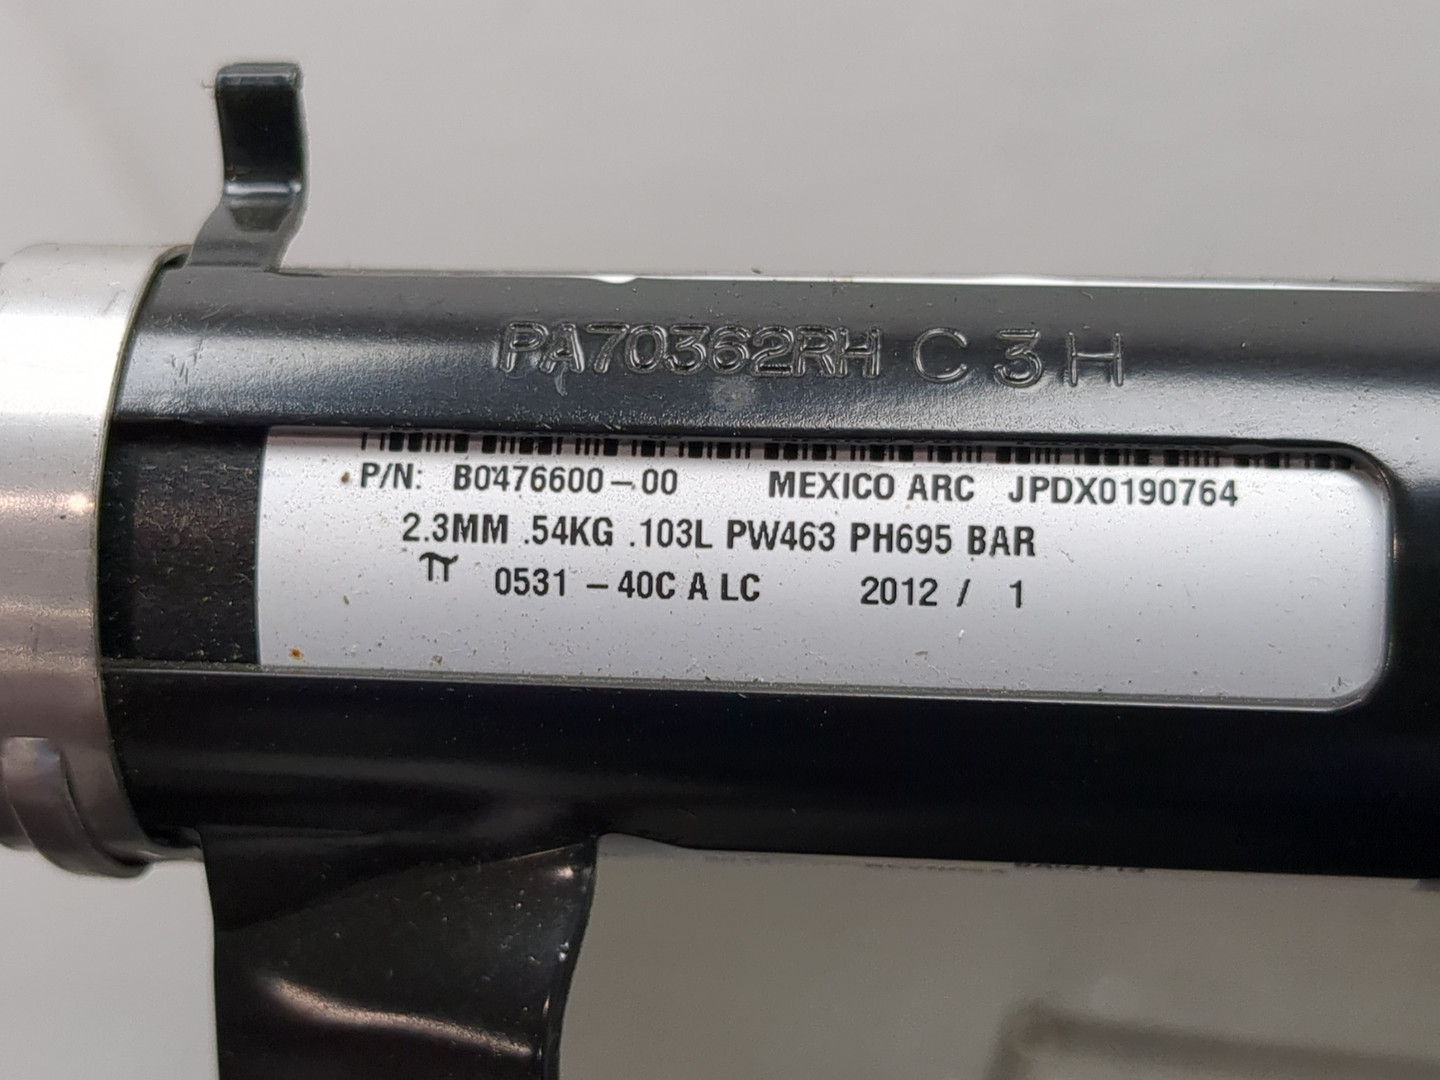 PA70362RH C 3 H
P/N: B0476600-00 MEXICO ARC JPDX0190764
2.3MM .54KG .103L PW463 PH695 BAR
π 0531 -40C A LC 2012 / 1